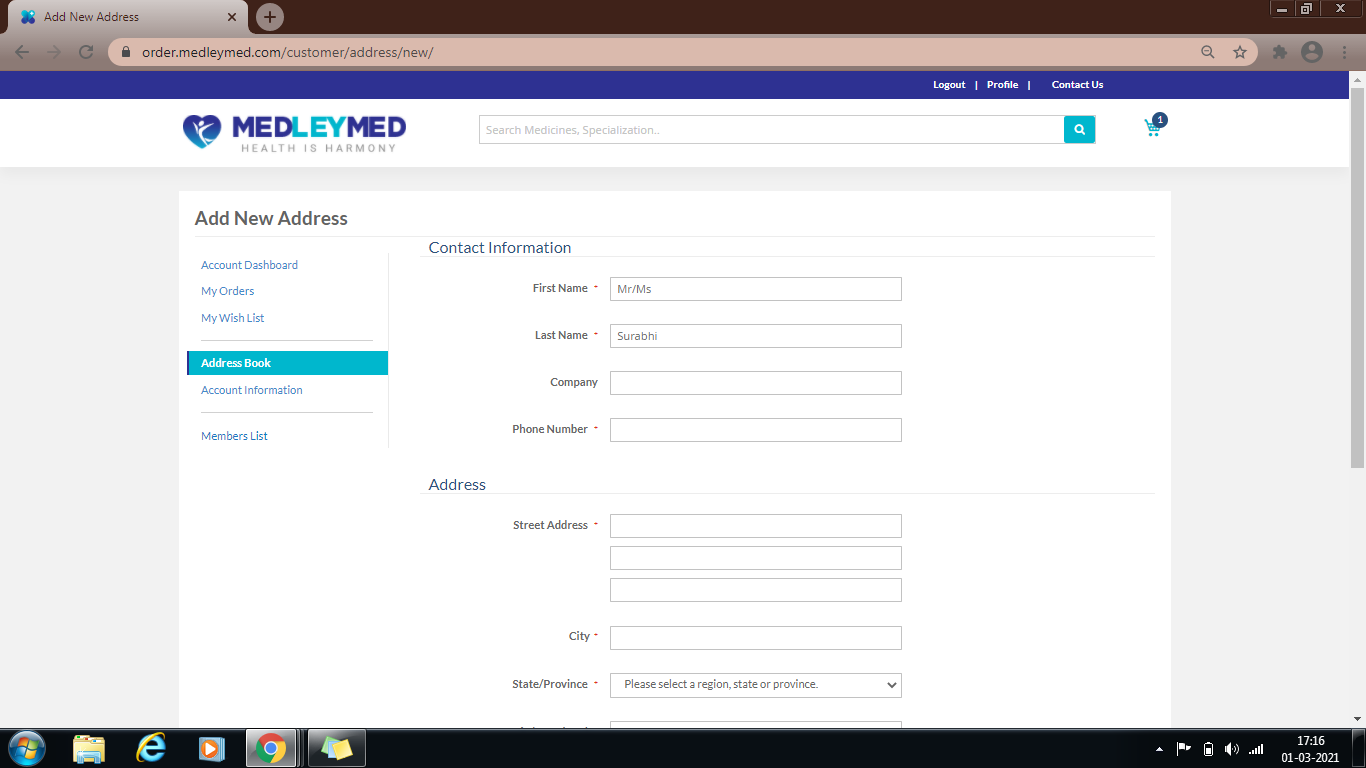 Add New Address
order.medleymed.com/customer/address/new/
Logout | Profile | Contact Us
MEDLEYMED
HEALTH IS HARMONY
Search Medicines, Specialization..
1
Add New Address
Contact Information
Account Dashboard
My Orders
My Wish List
Address Book
Account Information
Members List
First Name * Mr/Ms
Last Name * Surabhi
Company
Phone Number *
Address
Street Address *
City *
State/Province * Please select a region, state or province.
17:16
01-03-2021